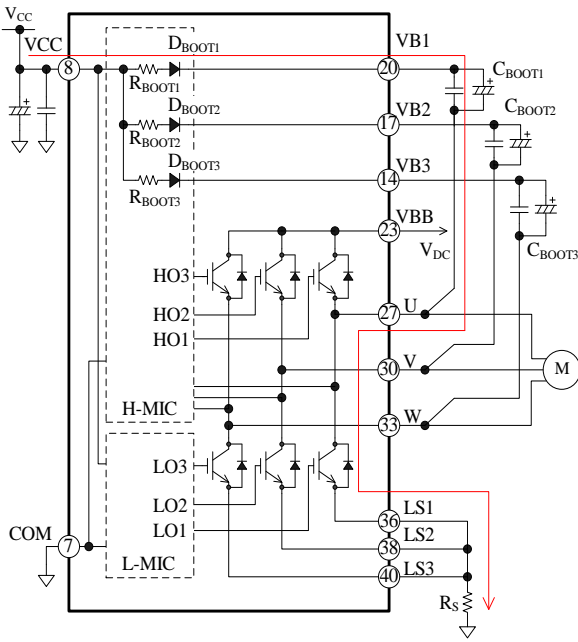 VCC
VCC
8
DBOOT1
RBOOT1
VB1
20
CBOOT1
DBOOT2
RBOOT2
VB2
17
CBOOT2
DBOOT3
RBOOT3
VB3
14
CBOOT3
VBB
23
VDC
HO3
HO2
HO1
U
27
V
30
M
W
33
H-MIC
LO3
LO2
LO1
L-MIC
COM
7
LS1
36
LS2
38
LS3
40
RS
+
+
+
+